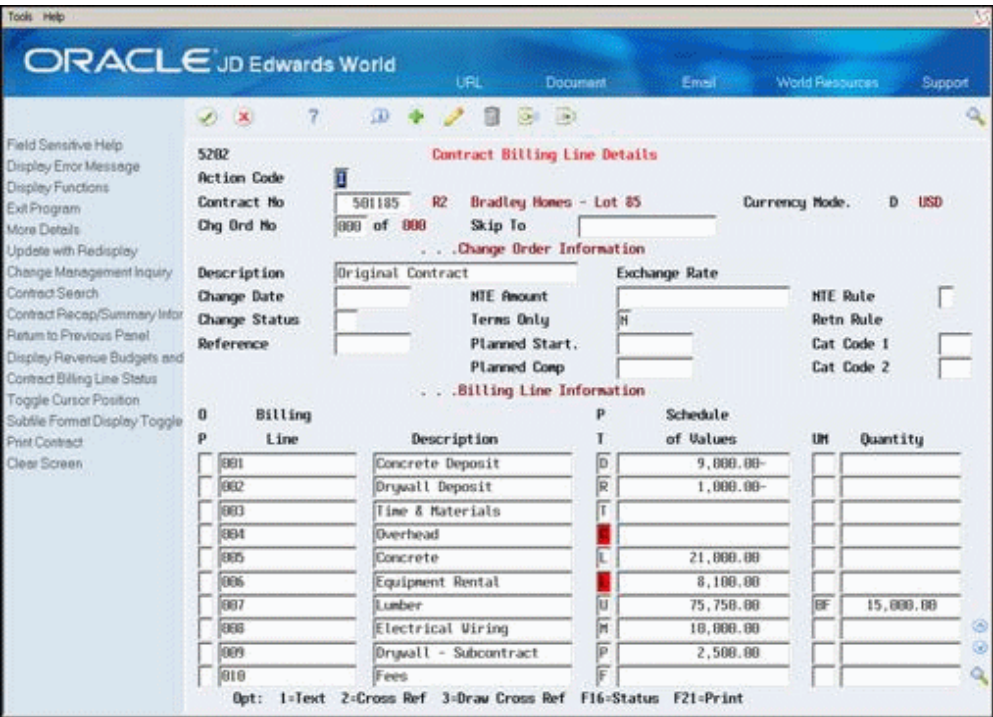 Tools Help
ORACLE JD Edwards World
URL Document Email World Resources Support
?
Field Sensitive Help
Display Error Message
Display Functions
Exit Program
More Details
Update with Redisplay
Change Management Inquiry
Contract Search
Contract Recap/Summary Infor
Return to Previous Panel
Display Revenue Budgets and
Contract Billing Line Status
Toggle Cursor Position
Subfile Format Display Toggle
Print Contract
Clear Screen
5202 Contract Billing Line Details
Action Code I
Contract No 501185 R2 Bradley Homes - Lot 85 Currency Mode. D USD
Chg Ord No 000 of 000 Skip To
. . .Change Order Information
Description Original Contract Exchange Rate
Change Date NTE Amount NTE Rule
Change Status Terms Only N Retn Rule
Reference Planned Start. Cat Code 1
Planned Comp Cat Code 2
. . .Billing Line Information
O Billing P Schedule
P Line Description T of Values UM Quantity
001 Concrete Deposit D 9,000.00-
002 Drywall Deposit R 1,000.00-
003 Time & Materials T
004 Overhead
005 Concrete L 21,000.00
006 Equipment Rental L 8,100.00
007 Lumber U 75,750.00 BF 15,000.00
008 Electrical Wiring M 10,000.00
009 Drywall - Subcontract P 2,500.00
010 Fees F
Opt: 1=Text 2=Cross Ref 3=Draw Cross Ref F16=Status F21=Print